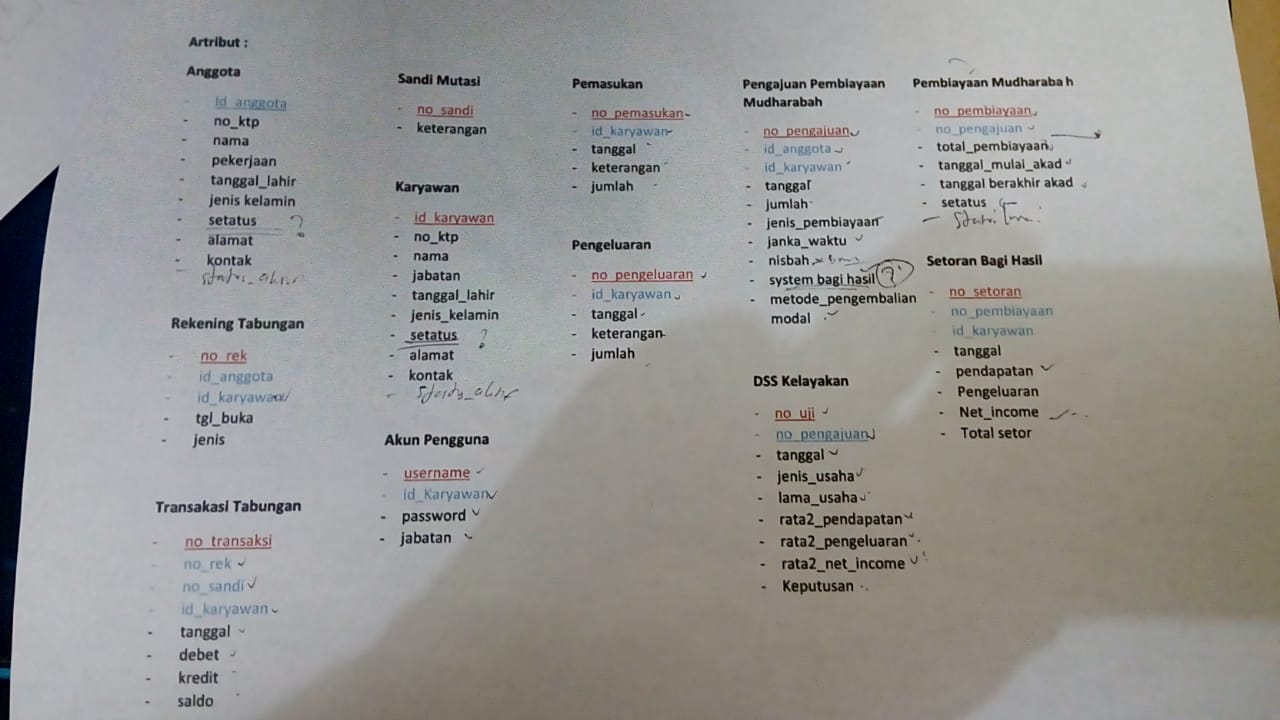 Artribut :
Anggota
- Id_anggota
- no_ktp
- nama
- pekerjaan
- tanggal_lahir
- jenis kelamin
- setatus ?
- alamat
- kontak
Rekening Tabungan
- no_rek
- id_anggota
- id_karyawan
- tgl_buka
- jenis
Transakasi Tabungan
- no_transaksi
- no_rek
- no_sandi
- id_karyawan
- tanggal
- debet
- kredit
- saldo
Sandi Mutasi
- no_sandi
- keterangan
Karyawan
- id_karyawan
- no_ktp
- nama
- jabatan
- tanggal_lahir
- jenis_kelamin
- setatus ?
- alamat
- kontak
Akun Pengguna
- username
- id_Karyawan
- password
- jabatan
Pemasukan
- no_pemasukan
- id_karyawan
- tanggal
- keterangan
- jumlah
Pengeluaran
- no_pengeluaran
- id_karyawan
- tanggal
- keterangan
- jumlah
Pengajuan Pembiayaan
Mudharabah
- no_pengajuan
- id_anggota
- id_karyawan
- tanggal
- jumlah
- jenis_pembiayaan
- janka_waktu
- nisbah
- system bagi hasil ?
- metode_pengembalian
modal
DSS Kelayakan
- no_uji
- no_pengajuan
- tanggal
- jenis_usaha
- lama_usaha
- rata2_pendapatan
- rata2_pengeluaran
- rata2_net_income
- Keputusan
Pembiayaan Mudharabah
- no_pembiayaan
- no_pengajuan
- total_pembiayaan
- tanggal_mulai_akad
- tanggal berakhir akad
- setatus
Setoran Bagi Hasil
- no_setoran
- no_pembiayaan
- id_karyawan
- tanggal
- pendapatan
- Pengeluaran
- Net_income
- Total setor